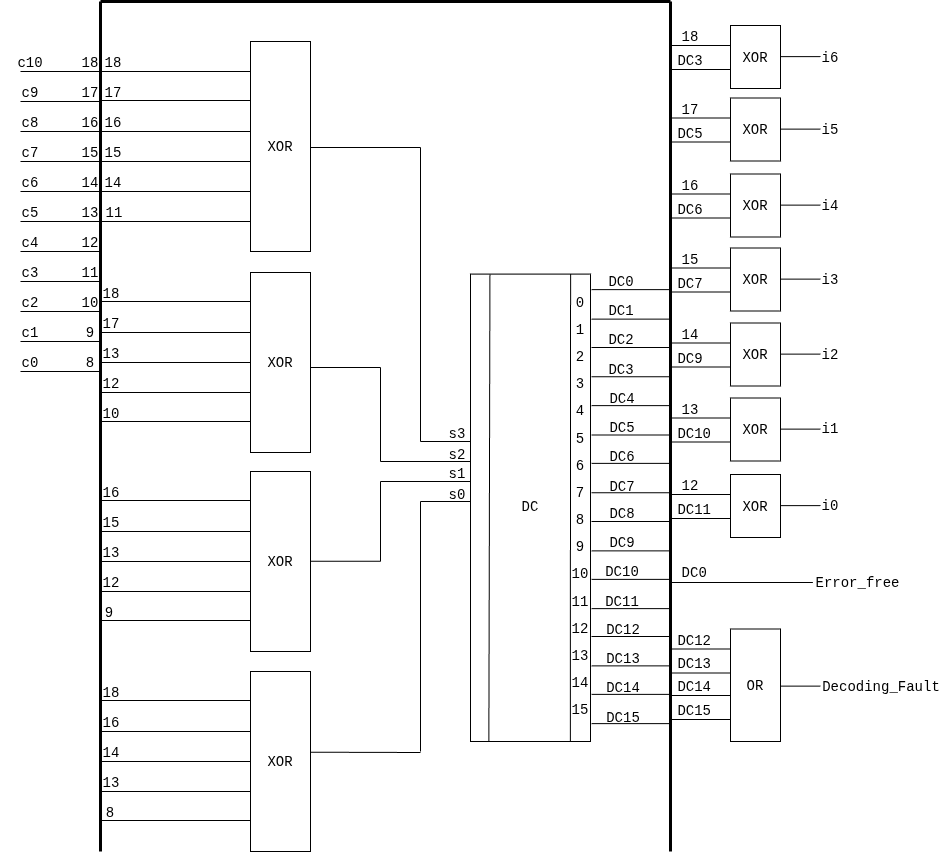 c10 18 18
c9 17 17
c8 16 16
c7 15 15
c6 14 14
c5 13 11
c4 12
c3 11
c2 10
c1 9
c0 8
XOR
18
17
13
12
10
XOR
16
15
13
12
9
XOR
18
16
14
13
8
XOR
s3
s2
s1
s0
DC
0 DC0
1 DC1
2 DC2
3 DC3
4 DC4
5 DC5
6 DC6
7 DC7
8 DC8
9 DC9
10 DC10
11 DC11
12 DC12
13 DC13
14 DC14
15 DC15
18
DC3
XOR i6
17
DC5
XOR i5
16
DC6
XOR i4
15
DC7
XOR i3
14
DC9
XOR i2
13
DC10
XOR i1
12
DC11
XOR i0
DC0 Error_free
DC12
DC13
DC14
DC15
OR Decoding_Fault